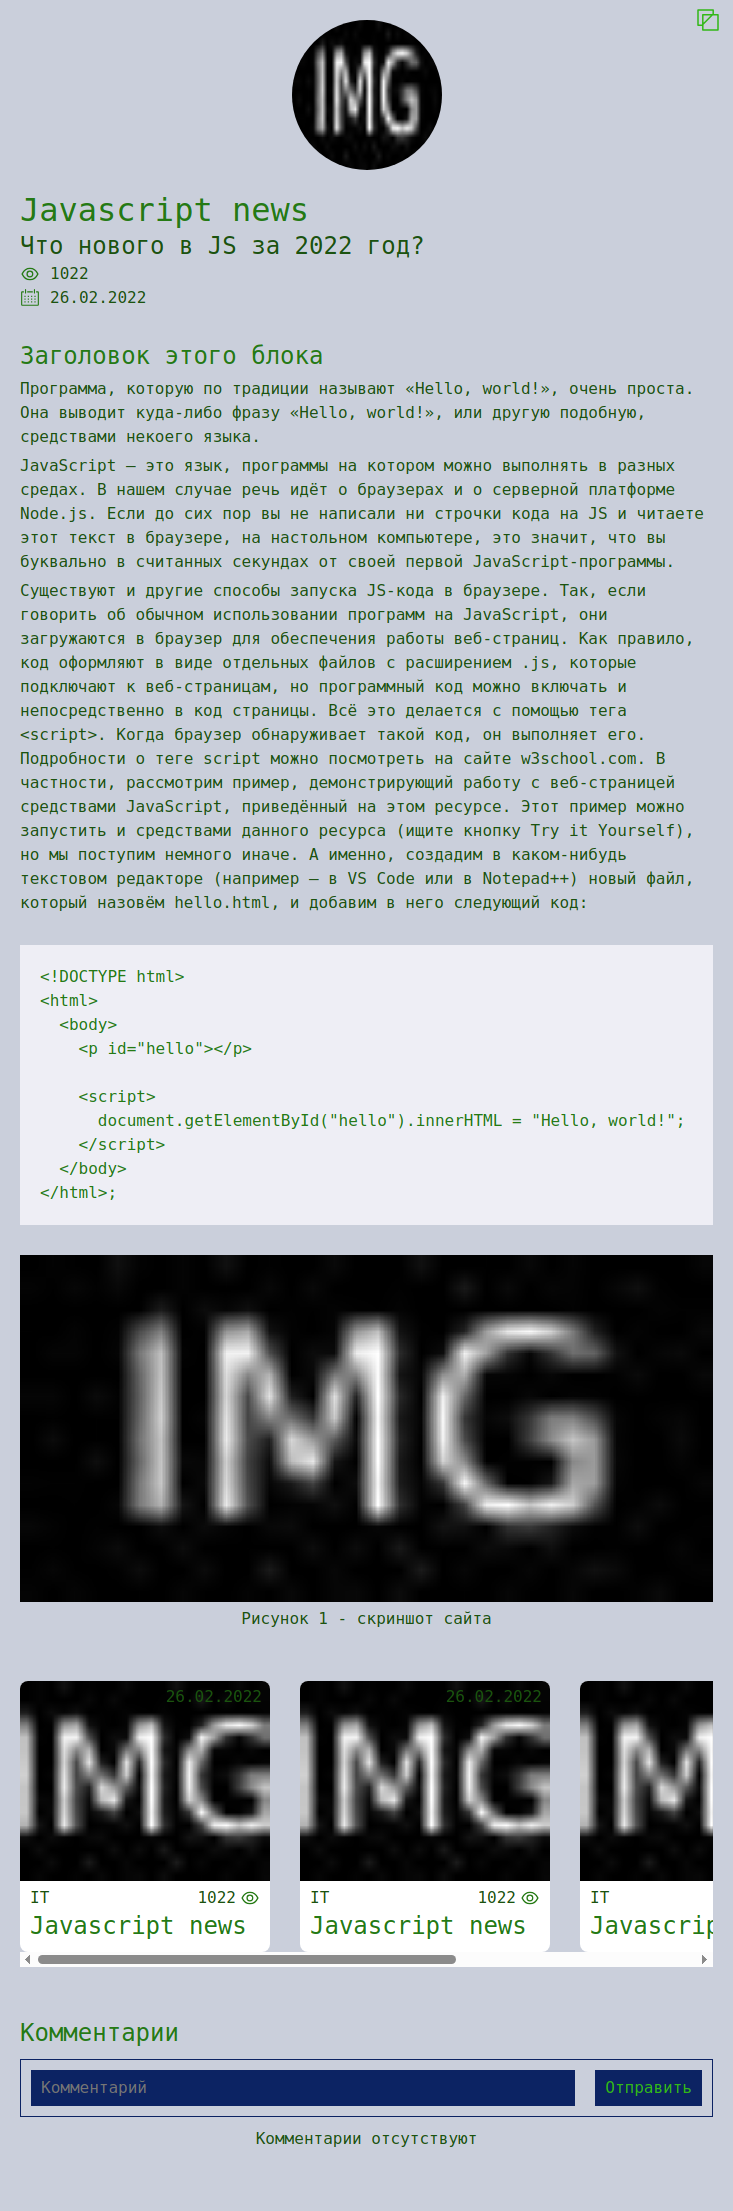 IMG
Javascript news
Что нового в JS за 2022 год?
1022
26.02.2022
Заголовок этого блока
Программа, которую по традиции называют «Hello, world!», очень проста.
Она выводит куда-либо фразу «Hello, world!», или другую подобную,
средствами некоего языка.
JavaScript — это язык, программы на котором можно выполнять в разных
средах. В нашем случае речь идёт о браузерах и о серверной платформе
Node.js. Если до сих пор вы не написали ни строчки кода на JS и читаете
этот текст в браузере, на настольном компьютере, это значит, что вы
буквально в считанных секундах от своей первой JavaScript-программы.
Существуют и другие способы запуска JS-кода в браузере. Так, если
говорить об обычном использовании программ на JavaScript, они
загружаются в браузер для обеспечения работы веб-страниц. Как правило,
код оформляют в виде отдельных файлов с расширением .js, которые
подключают к веб-страницам, но программный код можно включать и
непосредственно в код страницы. Всё это делается с помощью тега
<script>. Когда браузер обнаруживает такой код, он выполняет его.
Подробности о теге script можно посмотреть на сайте w3school.com. В
частности, рассмотрим пример, демонстрирующий работу с веб-страницей
средствами JavaScript, приведённый на этом ресурсе. Этот пример можно
запустить и средствами данного ресурса (ищите кнопку Try it Yourself),
но мы поступим немного иначе. А именно, создадим в каком-нибудь
текстовом редакторе (например — в VS Code или в Notepad++) новый файл,
который назовём hello.html, и добавим в него следующий код:
<!DOCTYPE html>
<html>
  <body>
    <p id="hello"></p>
    <script>
      document.getElementById("hello").innerHTML = "Hello, world!";
    </script>
  </body>
</html>;
IMG
Рисунок 1 - скриншот сайта
26.02.2022
IMG
IT 1022
Javascript news
26.02.2022
IMG
IT 1022
Javascript news
IM
IT
Javascrip
Комментарии
Комментарий
Отправить
Комментарии отсутствуют